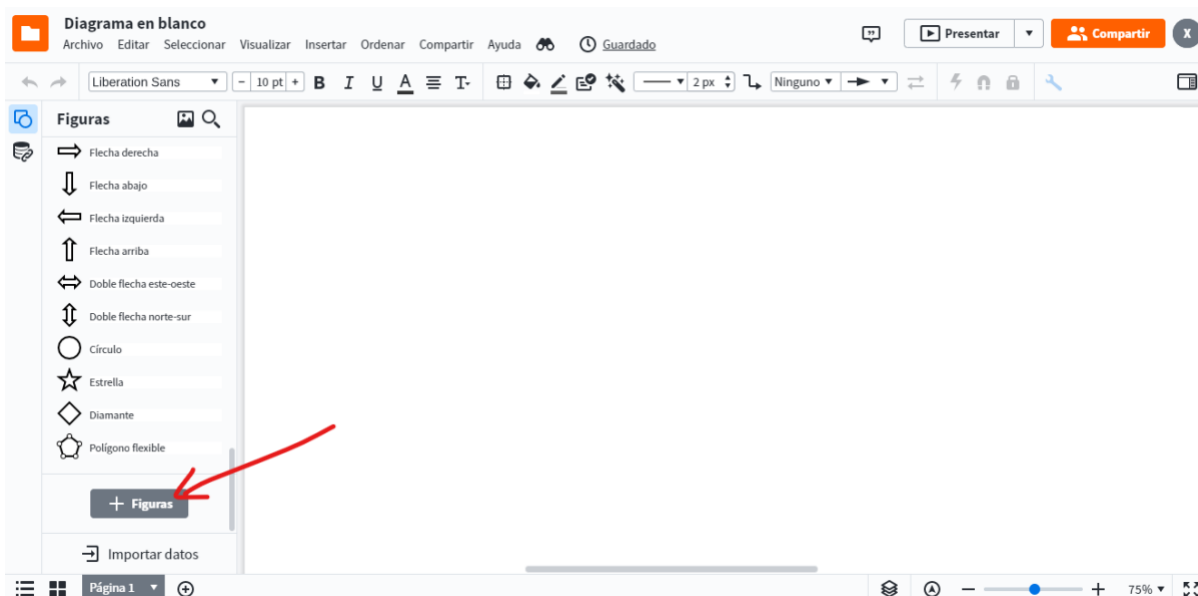 Diagrama en blanco
Archivo Editar Seleccionar Visualizar Insertar Ordenar Compartir Ayuda Guardado
Presentar Compartir X
Liberation Sans 10 pt B I U A T 2 px Ninguno
Figuras
Flecha derecha
Flecha abajo
Flecha izquierda
Flecha arriba
Doble flecha este-oeste
Doble flecha norte-sur
Círculo
Estrella
Diamante
Polígono flexible
+ Figuras
Importar datos
Página 1 75%